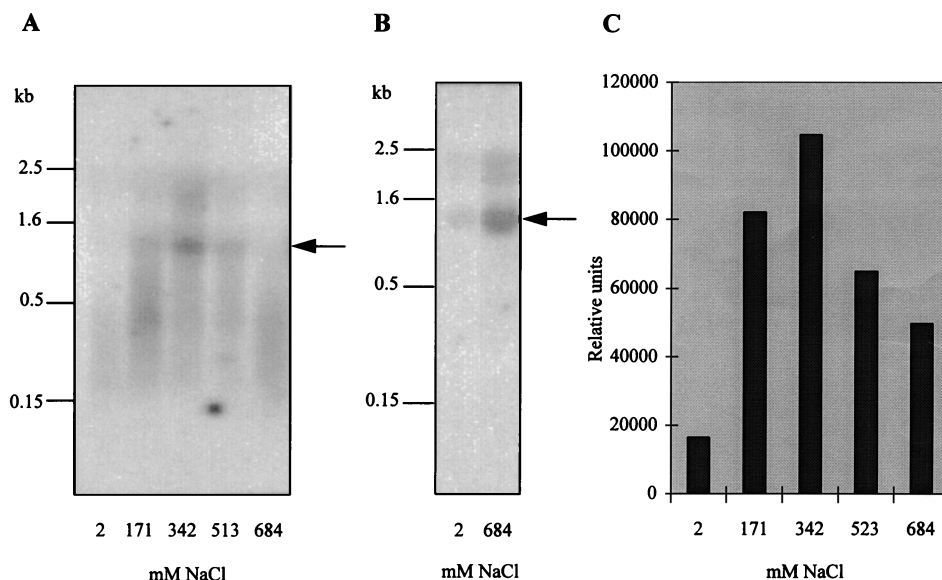 A
kb
2.5
1.6
0.5
0.15
2 171 342 513 684
mM NaCl
B
kb
2.5
1.6
0.5
0.15
2 684
mM NaCl
C
120000
100000
80000
60000
40000
20000
0
Relative units
2 171 342 523 684
mM NaCl